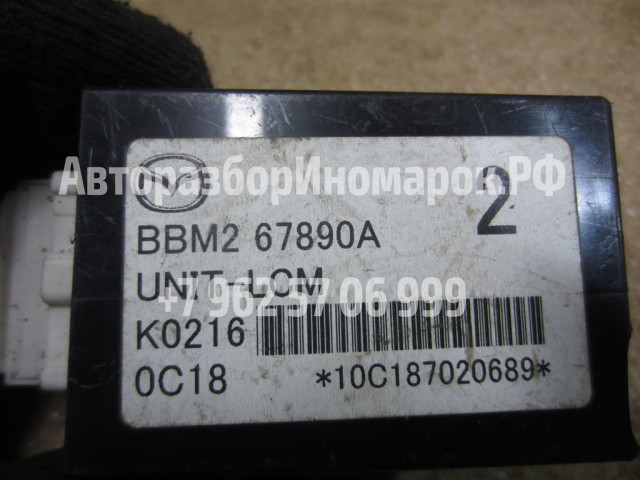 АвторазборИномарок.РФ
2
BBM2 67890A
UNIT-LCM
+7 962 57 06 999
K0216
0C18 *10C187020689*